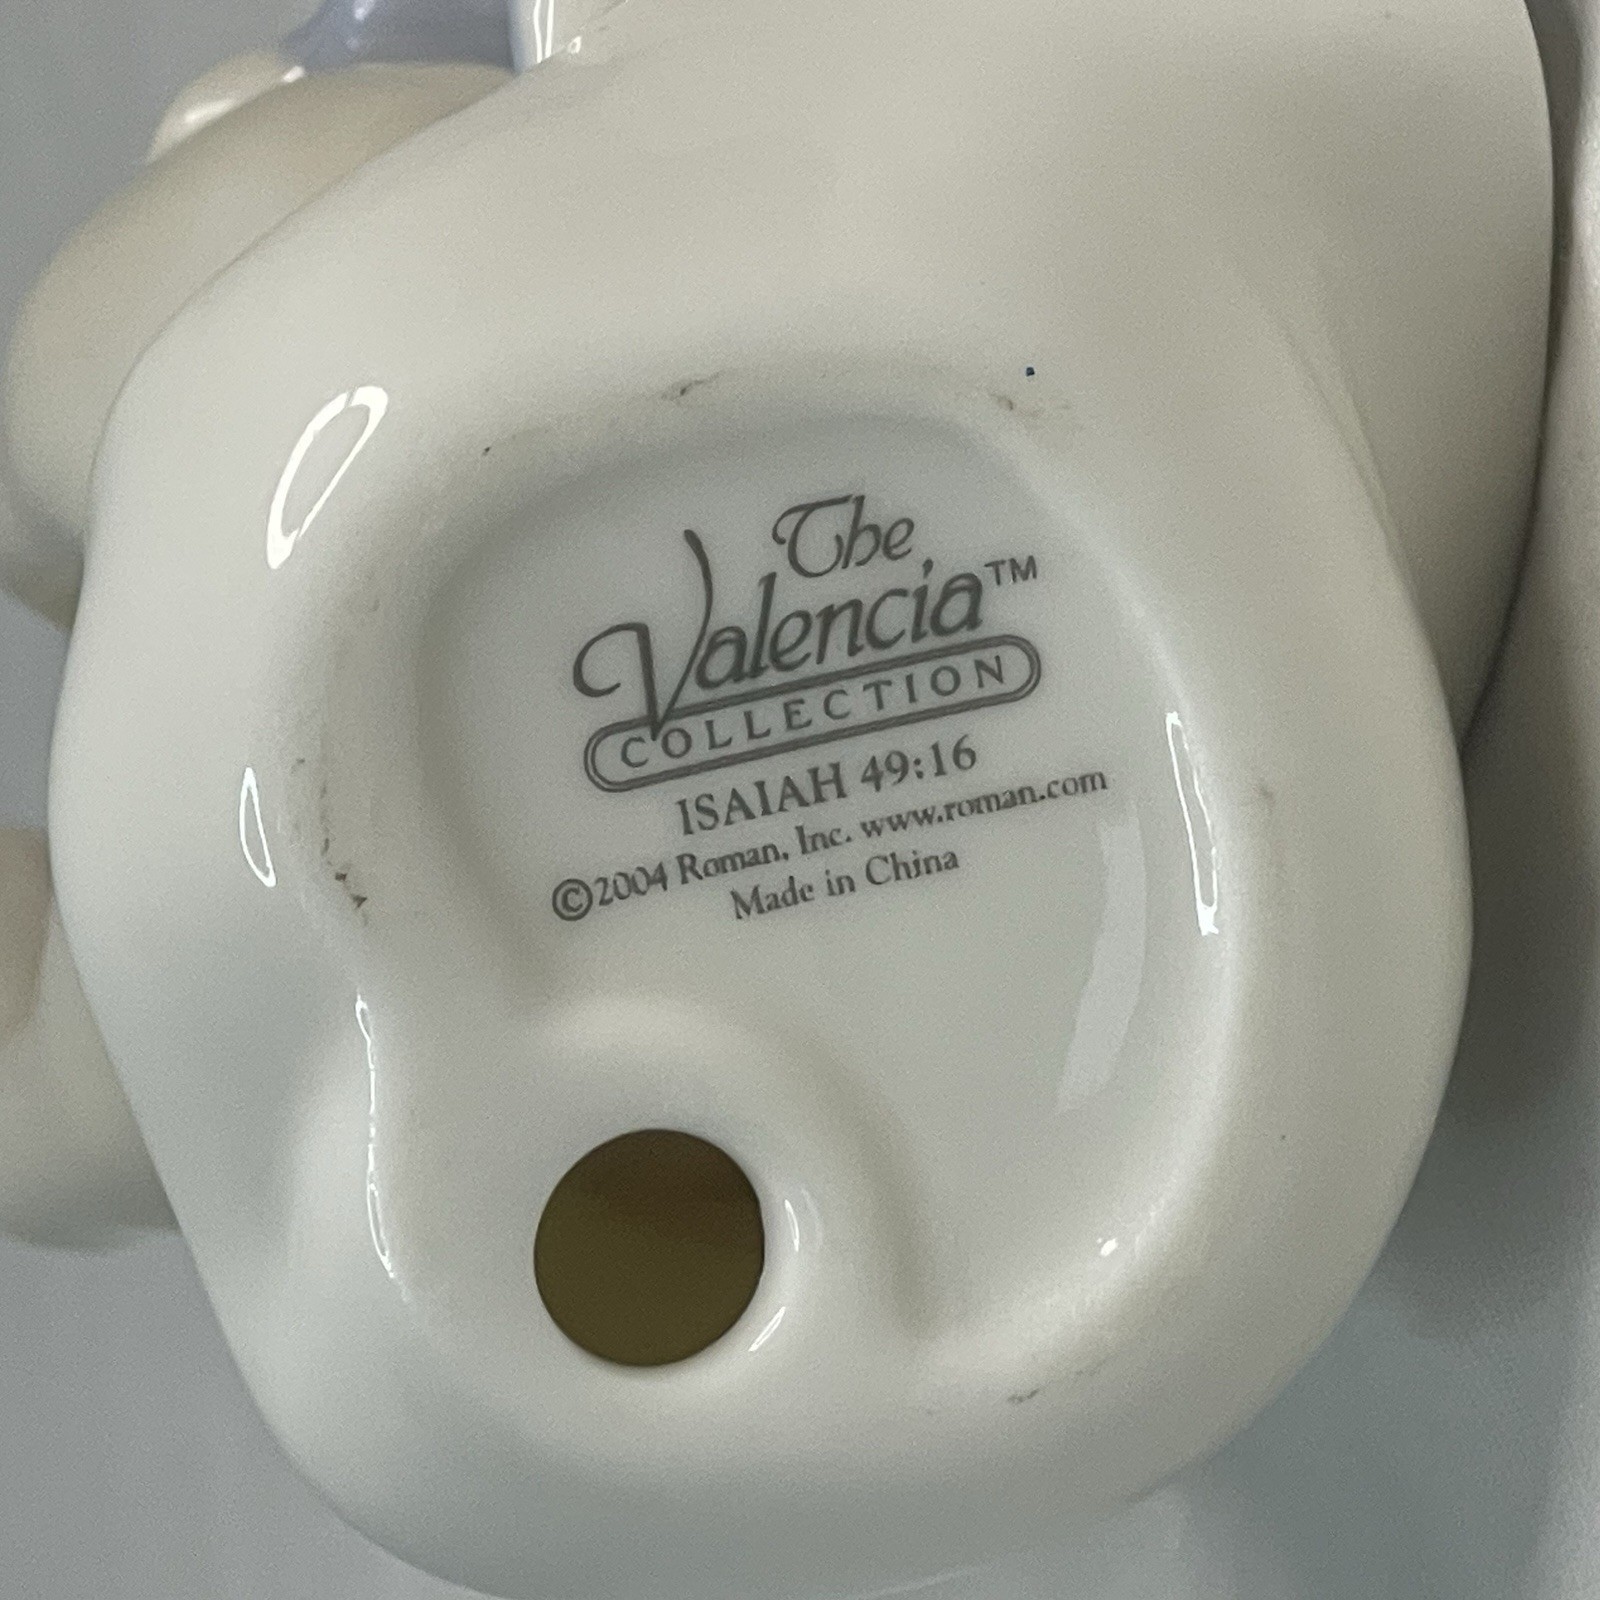 The
Valencia™
COLLECTION
ISAIAH 49:16
©2004 Roman, Inc. www.roman.com
Made in China